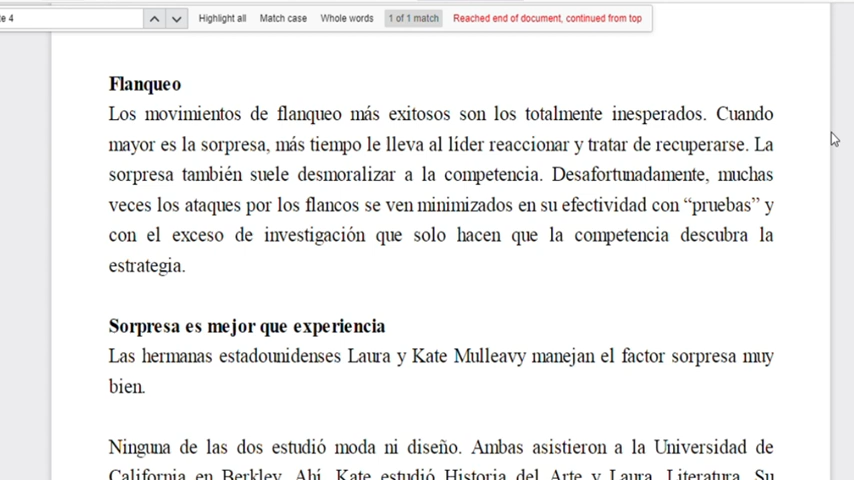 e 4
Highlight all
Match case
Whole words
1 of 1 match
Reached end of document, continued from top
Flanqueo
Los movimientos de flanqueo más exitosos son los totalmente inesperados. Cuando
mayor es la sorpresa, más tiempo le lleva al líder reaccionar y tratar de recuperarse. La
sorpresa también suele desmoralizar a la competencia. Desafortunadamente, muchas
veces los ataques por los flancos se ven minimizados en su efectividad con “pruebas” y
con el exceso de investigación que solo hacen que la competencia descubra la
estrategia.
Sorpresa es mejor que experiencia
Las hermanas estadounidenses Laura y Kate Mulleavy manejan el factor sorpresa muy
bien.
Ninguna de las dos estudió moda ni diseño. Ambas asistieron a la Universidad de
California en Berkley. Ahí, Kate estudió Historia del Arte y Laura, Literatura. Su